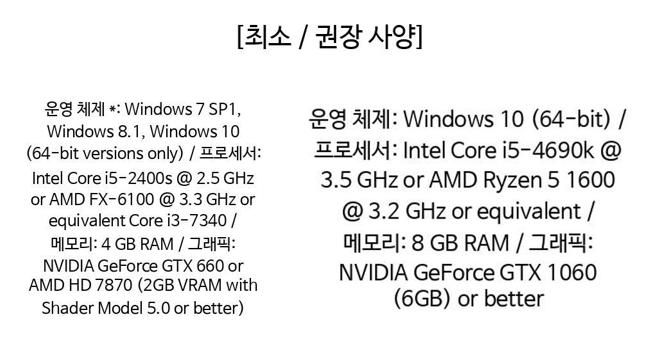 [최소 / 권장 사양]
운영 체제 *: Windows 7 SP1,
Windows 8.1, Windows 10
(64-bit versions only) / 프로세서:
Intel Core i5-2400s @ 2.5 GHz
or AMD FX-6100 @ 3.3 GHz or
equivalent Core i3-7340 /
메모리: 4 GB RAM / 그래픽:
NVIDIA GeForce GTX 660 or
AMD HD 7870 (2GB VRAM with
Shader Model 5.0 or better)
운영 체제: Windows 10 (64-bit) /
프로세서: Intel Core i5-4690k @
3.5 GHz or AMD Ryzen 5 1600
@ 3.2 GHz or equivalent /
메모리: 8 GB RAM / 그래픽:
NVIDIA GeForce GTX 1060
(6GB) or better